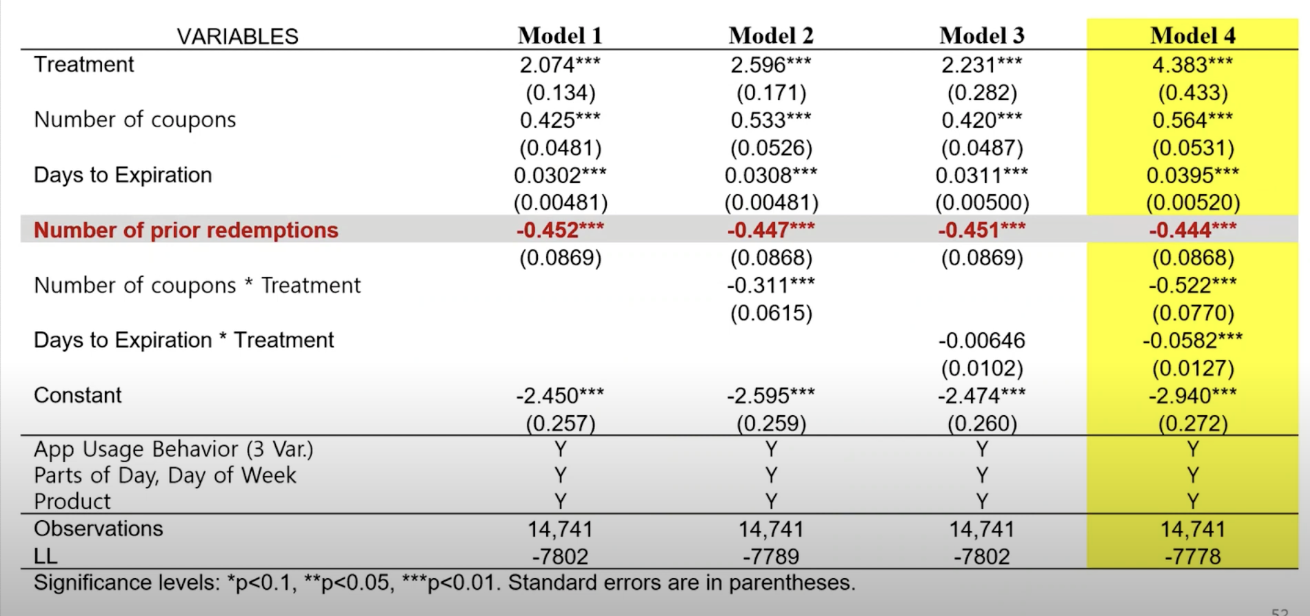 VARIABLES Model 1 Model 2 Model 3 Model 4
Treatment 2.074*** 2.596*** 2.231*** 4.383***
(0.134) (0.171) (0.282) (0.433)
Number of coupons 0.425*** 0.533*** 0.420*** 0.564***
(0.0481) (0.0526) (0.0487) (0.0531)
Days to Expiration 0.0302*** 0.0308*** 0.0311*** 0.0395***
(0.00481) (0.00481) (0.00500) (0.00520)
Number of prior redemptions -0.452*** -0.447*** -0.451*** -0.444***
(0.0869) (0.0868) (0.0869) (0.0868)
Number of coupons * Treatment -0.311*** -0.522***
(0.0615) (0.0770)
Days to Expiration * Treatment -0.00646 -0.0582***
(0.0102) (0.0127)
Constant -2.450*** -2.595*** -2.474*** -2.940***
(0.257) (0.259) (0.260) (0.272)
App Usage Behavior (3 Var.) Y Y Y Y
Parts of Day, Day of Week Y Y Y Y
Product Y Y Y Y
Observations 14,741 14,741 14,741 14,741
LL -7802 -7789 -7802 -7778
Significance levels: *p<0.1, **p<0.05, ***p<0.01. Standard errors are in parentheses.
52